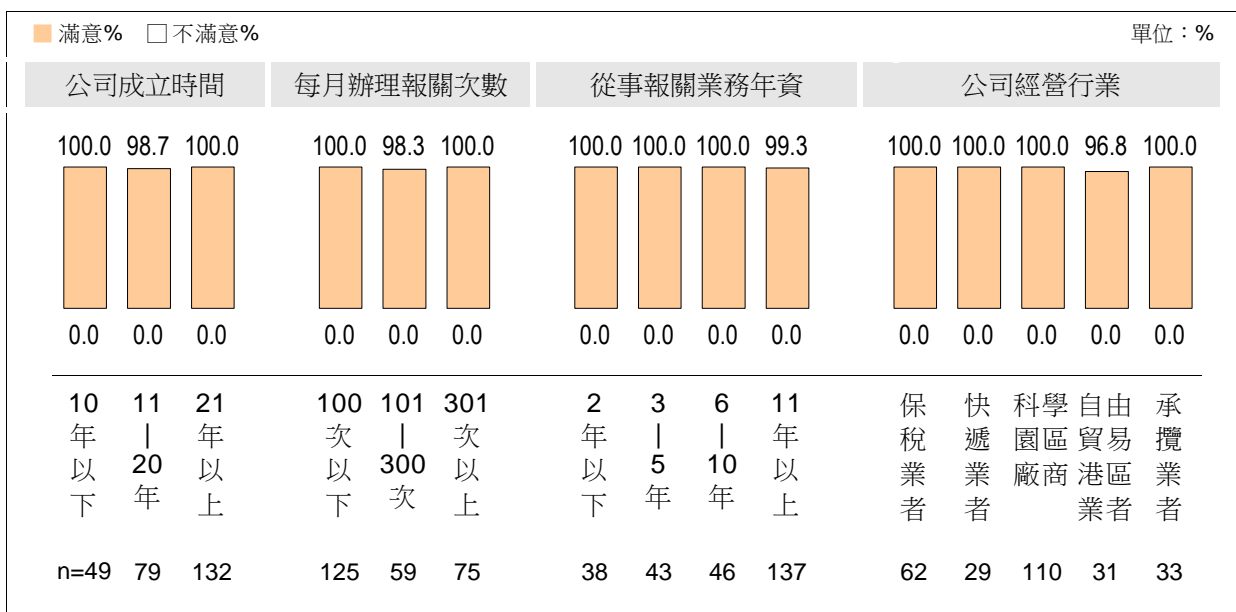 滿意% 不滿意% 單位：%
公司成立時間 每月辦理報關次數 從事報關業務年資 公司經營行業
100.0 98.7 100.0 100.0 98.3 100.0 100.0 100.0 100.0 99.3 100.0 100.0 100.0 96.8 100.0
0.0 0.0 0.0 0.0 0.0 0.0 0.0 0.0 0.0 0.0 0.0 0.0 0.0 0.0 0.0
10年以下 11|20年 21年以上 100次以下 101|300次 301次以上 2年以下 3|5年 6|10年 11年以上 保稅業者 快遞業者 科學園區廠商 自由貿易港區業者 承攬業者
n=49 79 132 125 59 75 38 43 46 137 62 29 110 31 33